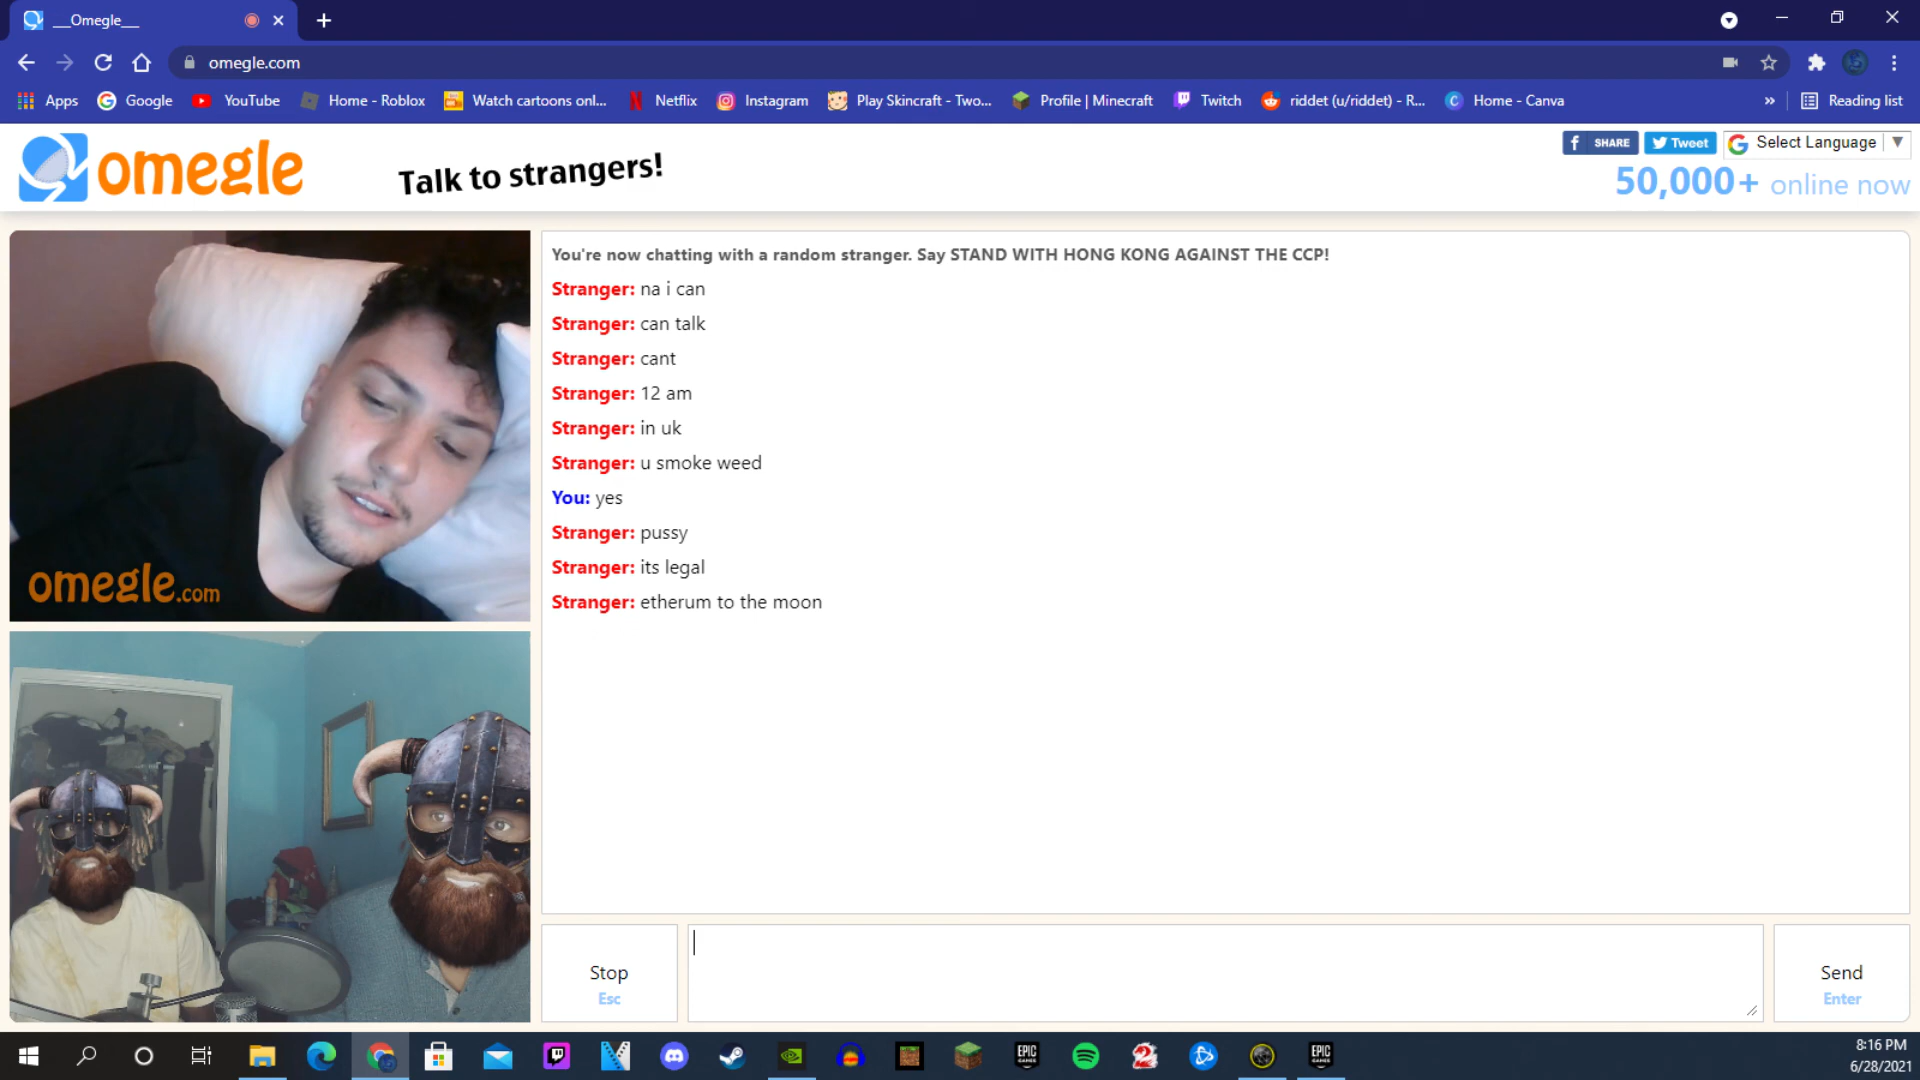 __Omegle__
omegle.com
Apps Google YouTube Home - Roblox Watch cartoons onl... Netflix Instagram Play Skincraft - Two... Profile | Minecraft Twitch riddet (u/riddet) - R... Home - Canva » Reading list
omegle
Talk to strangers!
SHARE Tweet Select Language
50,000+ online now
You're now chatting with a random stranger. Say STAND WITH HONG KONG AGAINST THE CCP!
Stranger: na i can
Stranger: can talk
Stranger: cant
Stranger: 12 am
Stranger: in uk
Stranger: u smoke weed
You: yes
Stranger: pussy
Stranger: its legal
Stranger: etherum to the moon
omegle.com
Stop
Esc
Send
Enter
EPIC GAMES
EPIC GAMES
8:16 PM
6/28/2021